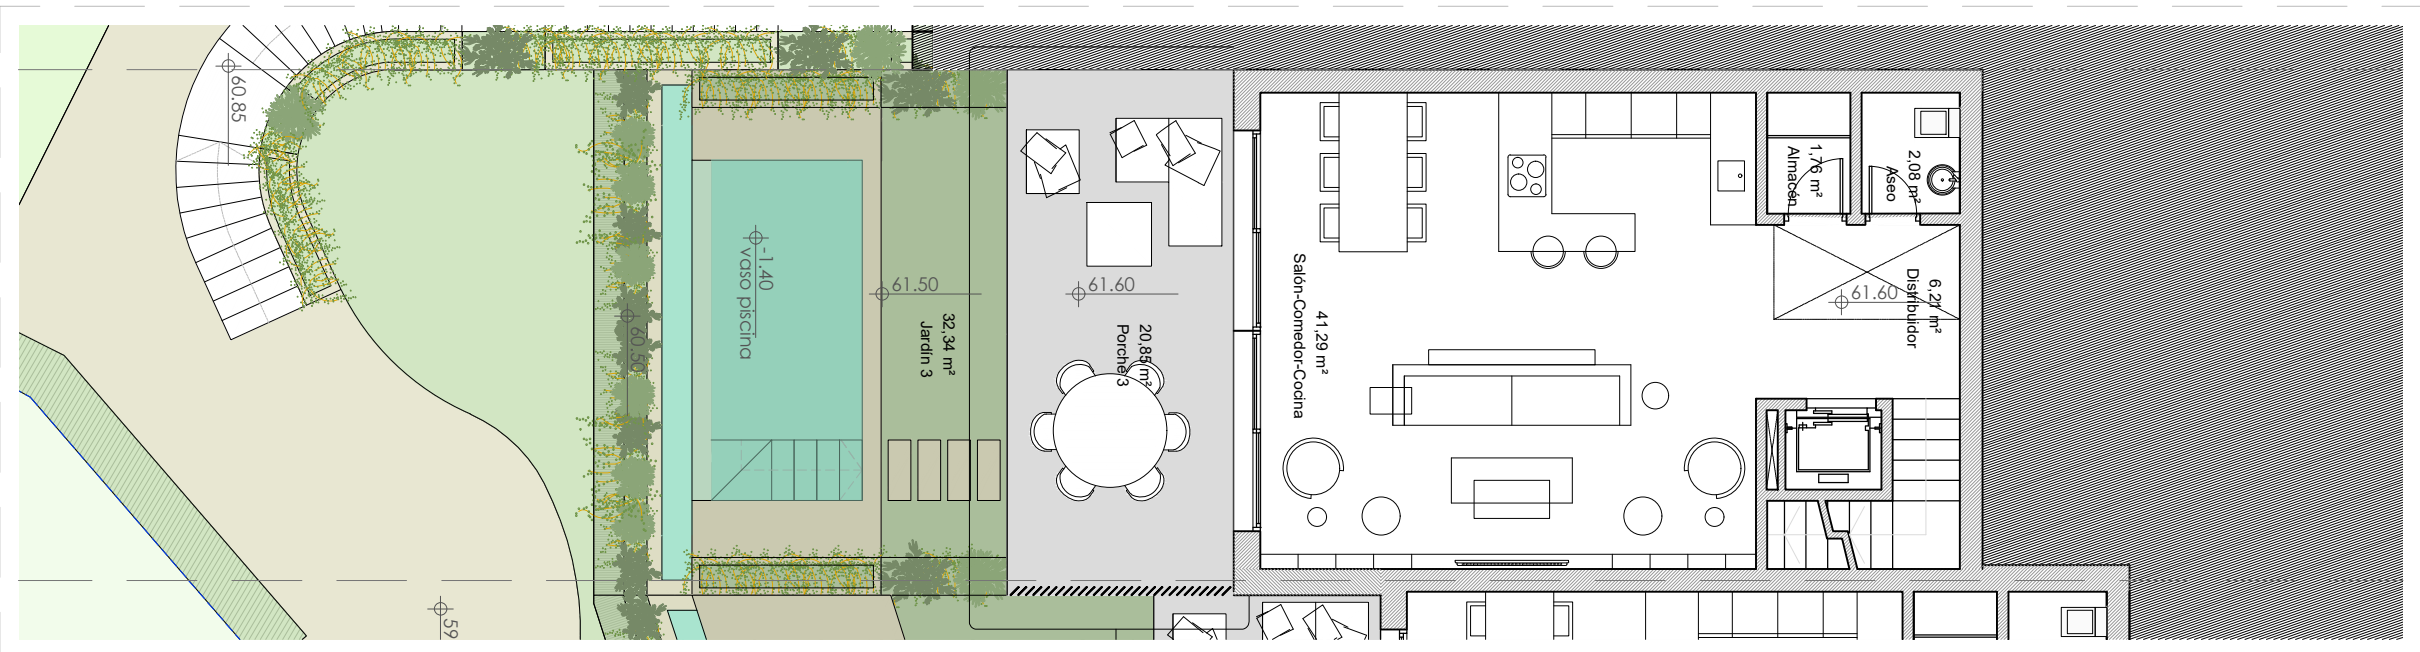 60.85
60.50
59
-1.40
vaso piscina
61.50
32,34 m²
Jardín 3
61.60
20,85 m²
Porche 3
41,29 m²
Salón-Comedor-Cocina
1,76 m²
Almacén
2,08 m²
Aseo
6,21 m²
Distribuidor
61.60